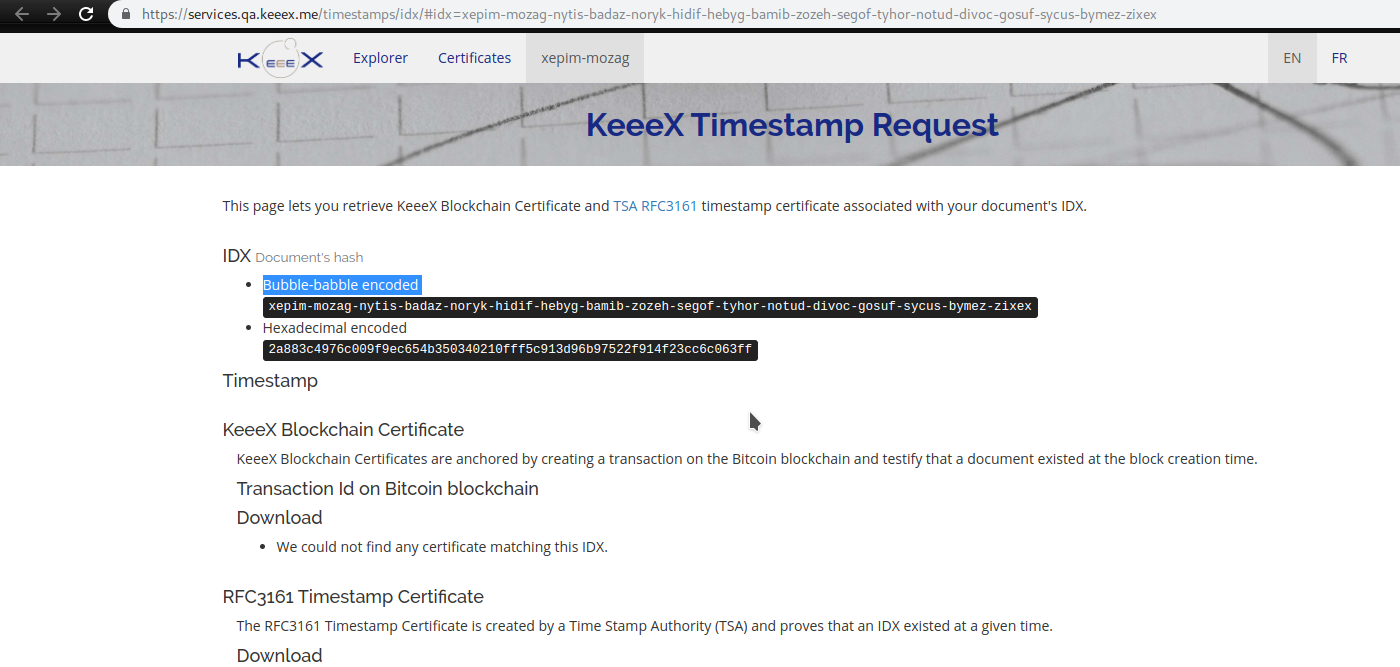 https://services.qa.keeex.me/timestamps/idx/#idx=xepim-mozag-nytis-badaz-noryk-hidif-hebyg-bamib-zozeh-segof-tyhor-notud-divoc-gosuf-sycus-bymez-zixex
KeeeX Explorer Certificates xepim-mozag EN FR
KeeeX Timestamp Request
This page lets you retrieve KeeeX Blockchain Certificate and TSA RFC3161 timestamp certificate associated with your document's IDX.
IDX Document's hash
• Bubble-babble encoded
xepim-mozag-nytis-badaz-noryk-hidif-hebyg-bamib-zozeh-segof-tyhor-notud-divoc-gosuf-sycus-bymez-zixex
• Hexadecimal encoded
2a883c4976c009f9ec654b350340210fff5c913d96b97522f914f23cc6c063ff
Timestamp
KeeeX Blockchain Certificate
KeeeX Blockchain Certificates are anchored by creating a transaction on the Bitcoin blockchain and testify that a document existed at the block creation time.
Transaction Id on Bitcoin blockchain
Download
• We could not find any certificate matching this IDX.
RFC3161 Timestamp Certificate
The RFC3161 Timestamp Certificate is created by a Time Stamp Authority (TSA) and proves that an IDX existed at a given time.
Download